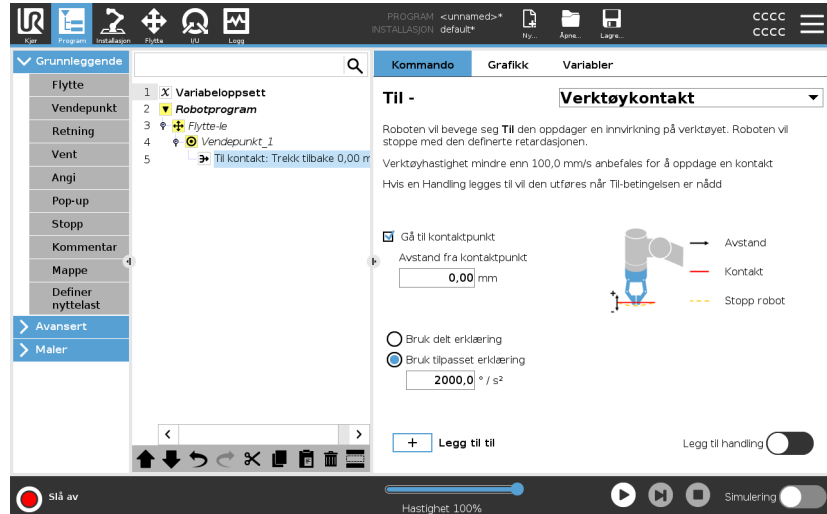 PROGRAM <unnamed>*
INSTALLASJON default*
Kjør
Program
Installasjon
Flytte
I/U
Logg
Ny...
Åpne...
Lagre...
cccc
cccc
Grunnleggende
Flytte
Vendepunkt
Retning
Vent
Angi
Pop-up
Stopp
Kommentar
Mappe
Definer
nyttelast
Avansert
Maler
1 X Variabeloppsett
2 Robotprogram
3 Flytte-le
4 Vendepunkt_1
5 Til kontakt: Trekk tilbake 0,00 m
Kommando
Grafikk
Variabler
Til -
Verktøykontakt
Roboten vil bevege seg Til den oppdager en innvirkning på verktøyet. Roboten vil
stoppe med den definerte retardasjonen.
Verktøyhastighet mindre enn 100,0 mm/s anbefales for å oppdage en kontakt
Hvis en Handling legges til vil den utføres når Til-betingelsen er nådd
Gå til kontaktpunkt
Avstand fra kontaktpunkt
0,00 mm
+
-
Avstand
Kontakt
Stopp robot
Bruk delt erklæring
Bruk tilpasset erklæring
2000,0 ° / s²
+ Legg til til
Legg til handling
Slå av
Hastighet 100%
Simulering